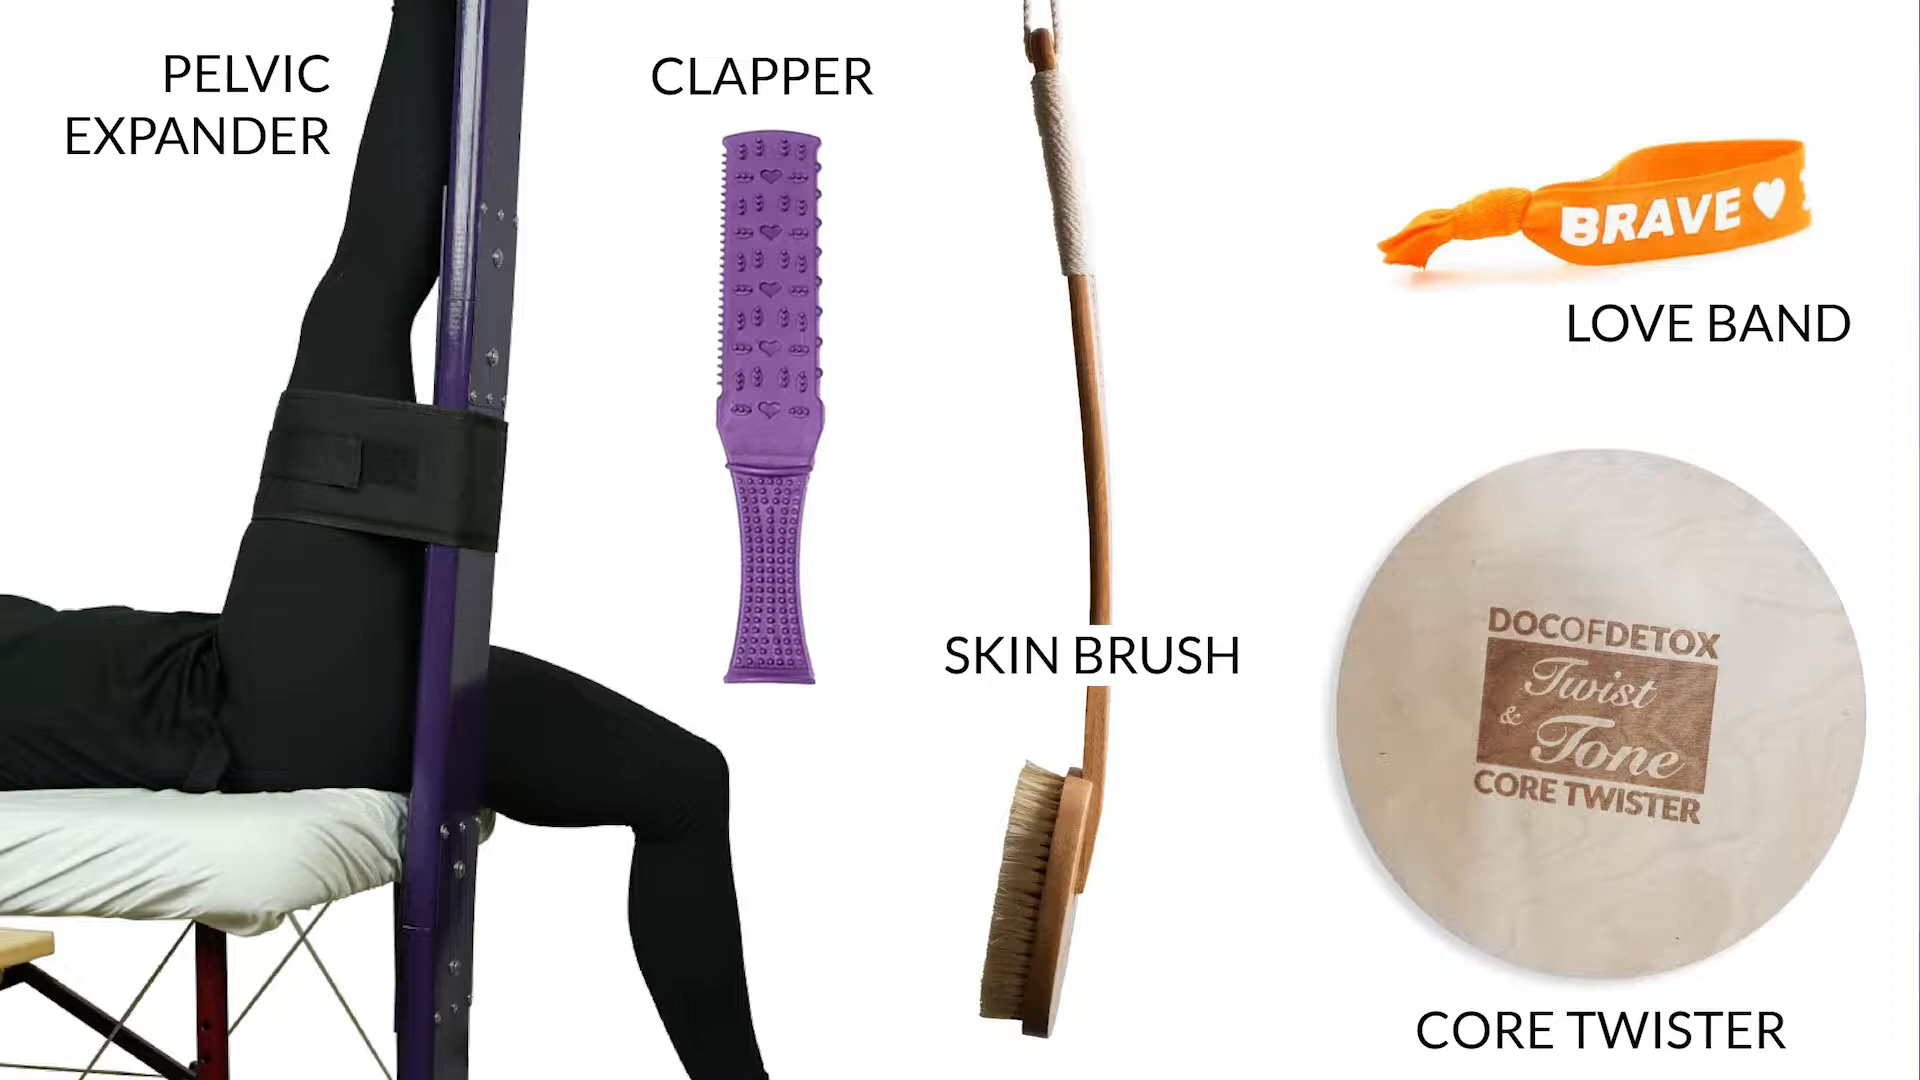 PELVIC
EXPANDER
CLAPPER
BRAVE
LOVE BAND
SKIN BRUSH
DOCOFDETOX
Twist
&
Tone
CORE TWISTER
CORE TWISTER